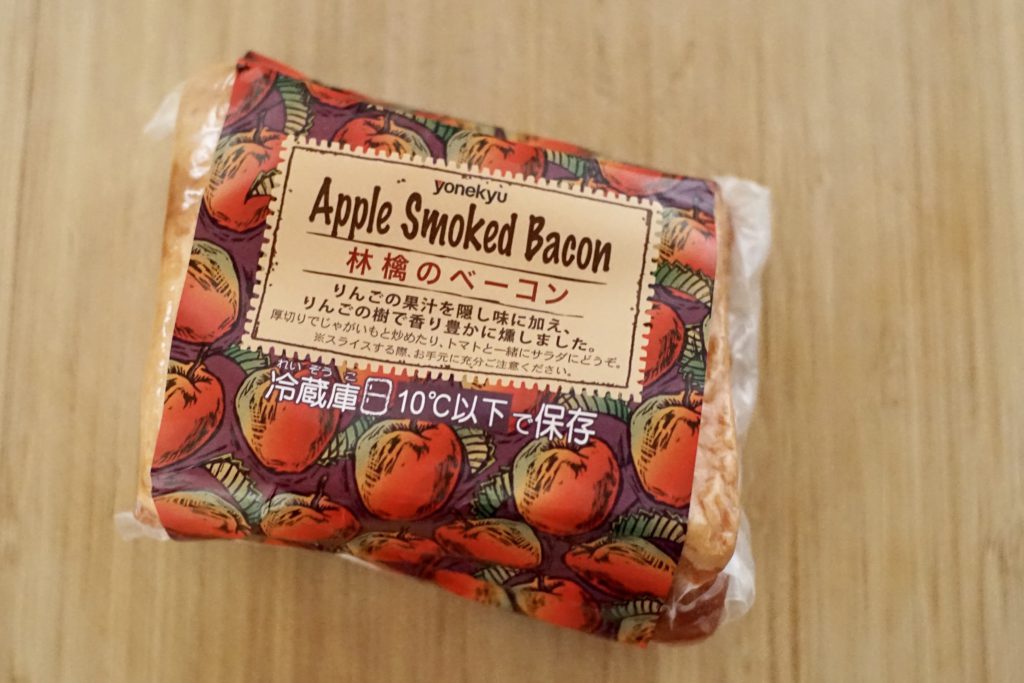 yonekyu
Apple Smoked Bacon
林檎のベーコン
りんごの果汁を隠し味に加え、
りんごの樹で香り豊かに燻しました。
厚切りでじゃがいもと炒めたり、トマトと一緒にサラダにどうぞ。
※スライスする際、お手元に充分ご注意ください。
れいぞうこ
冷蔵庫 10℃以下で保存